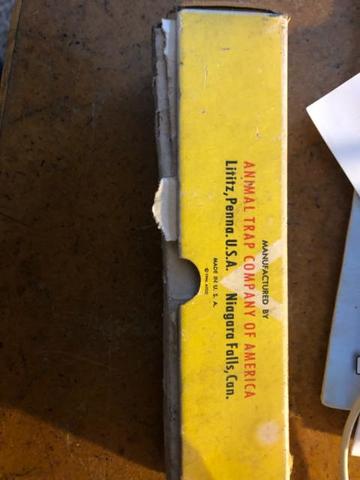 MANUFACTURED BY
ANIMAL TRAP COMPANY OF AMERICA
Lititz, Penna. U.S.A. Niagara Falls, Can.
MADE IN U. S. A.